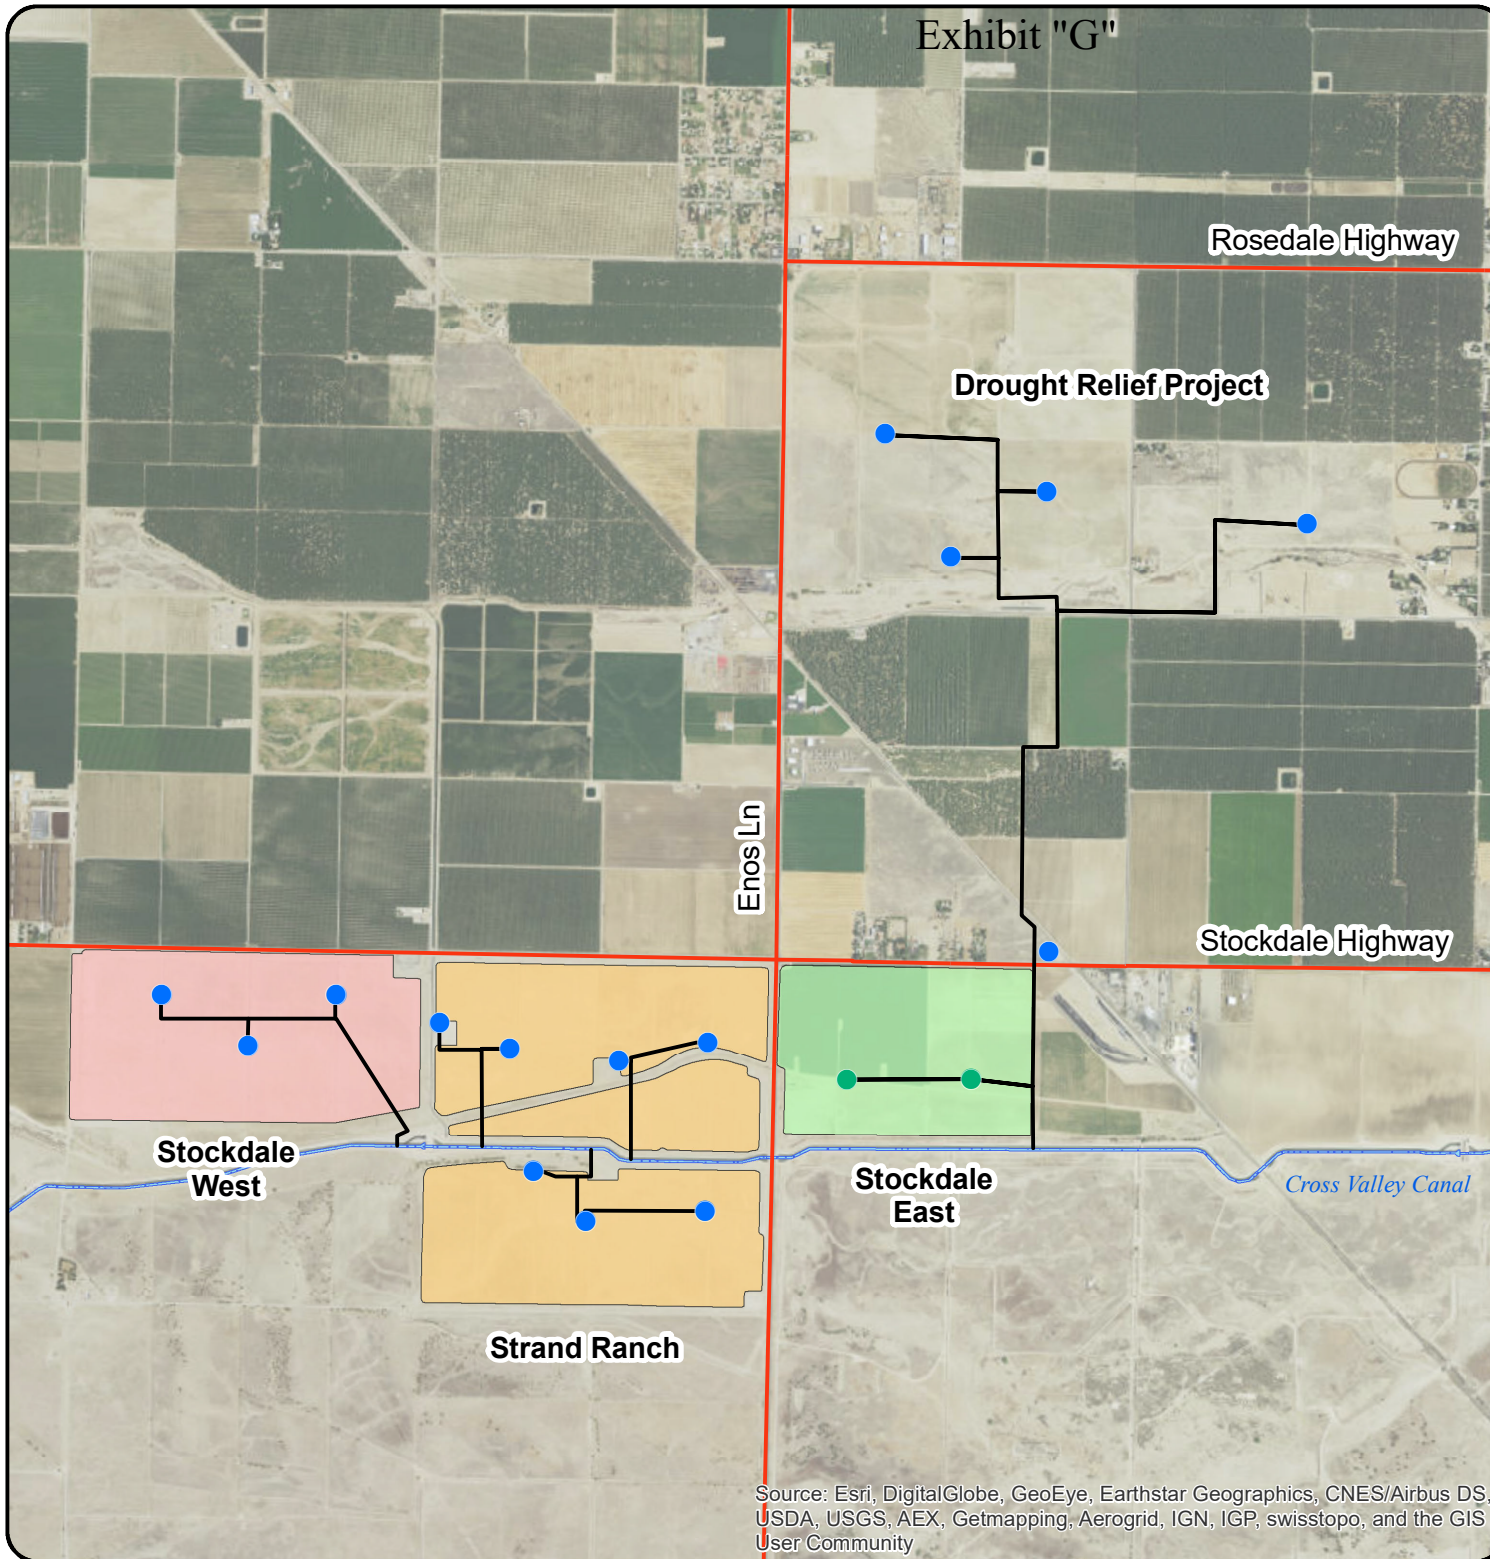 Exhibit "G"
Rosedale Highway
Drought Relief Project
Enos Ln
Stockdale Highway
Stockdale
West
Stockdale
East
Cross Valley Canal
Strand Ranch
Source: Esri, DigitalGlobe, GeoEye, Earthstar Geographics, CNES/Airbus DS,
USDA, USGS, AEX, Getmapping, Aerogrid, IGN, IGP, swisstopo, and the GIS
User Community